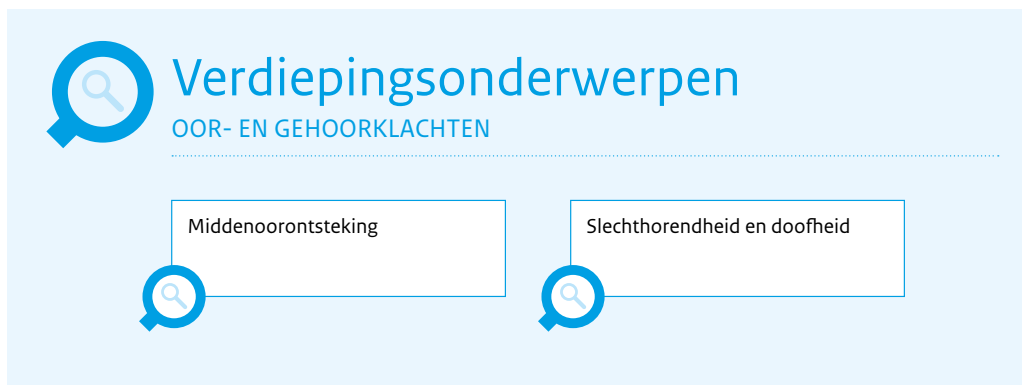 Verdiepingsonderwerpen
OOR- EN GEHOORKLACHTEN
Middenoorontsteking
Slechthorendheid en doofheid